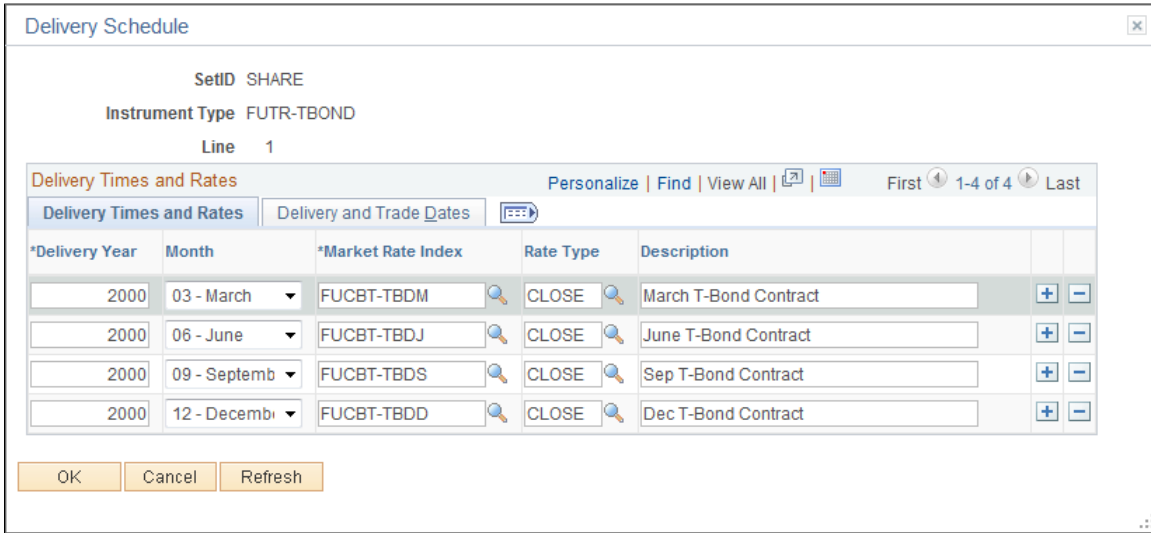 Delivery Schedule
SetID SHARE
Instrument Type FUTR-TBOND
Line 1
Delivery Times and Rates Personalize | Find | View All | | First 1-4 of 4 Last
Delivery Times and Rates Delivery and Trade Dates
*Delivery Year Month *Market Rate Index Rate Type Description
2000 03 - March FUCBT-TBDM CLOSE March T-Bond Contract + −
2000 06 - June FUCBT-TBDJ CLOSE June T-Bond Contract + −
2000 09 - Septemb FUCBT-TBDS CLOSE Sep T-Bond Contract + −
2000 12 - Decembe FUCBT-TBDD CLOSE Dec T-Bond Contract + −
OK Cancel Refresh